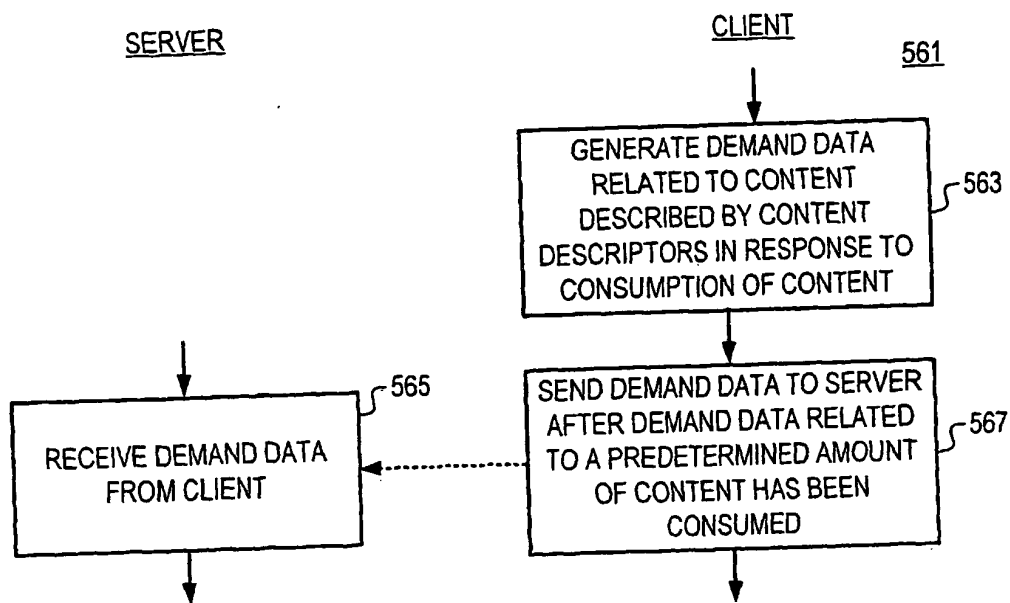 SERVER
CLIENT
561
GENERATE DEMAND DATA
RELATED TO CONTENT
DESCRIBED BY CONTENT
DESCRIPTORS IN RESPONSE TO
CONSUMPTION OF CONTENT
563
565
RECEIVE DEMAND DATA
FROM CLIENT
SEND DEMAND DATA TO SERVER
AFTER DEMAND DATA RELATED
TO A PREDETERMINED AMOUNT
OF CONTENT HAS BEEN
CONSUMED
567